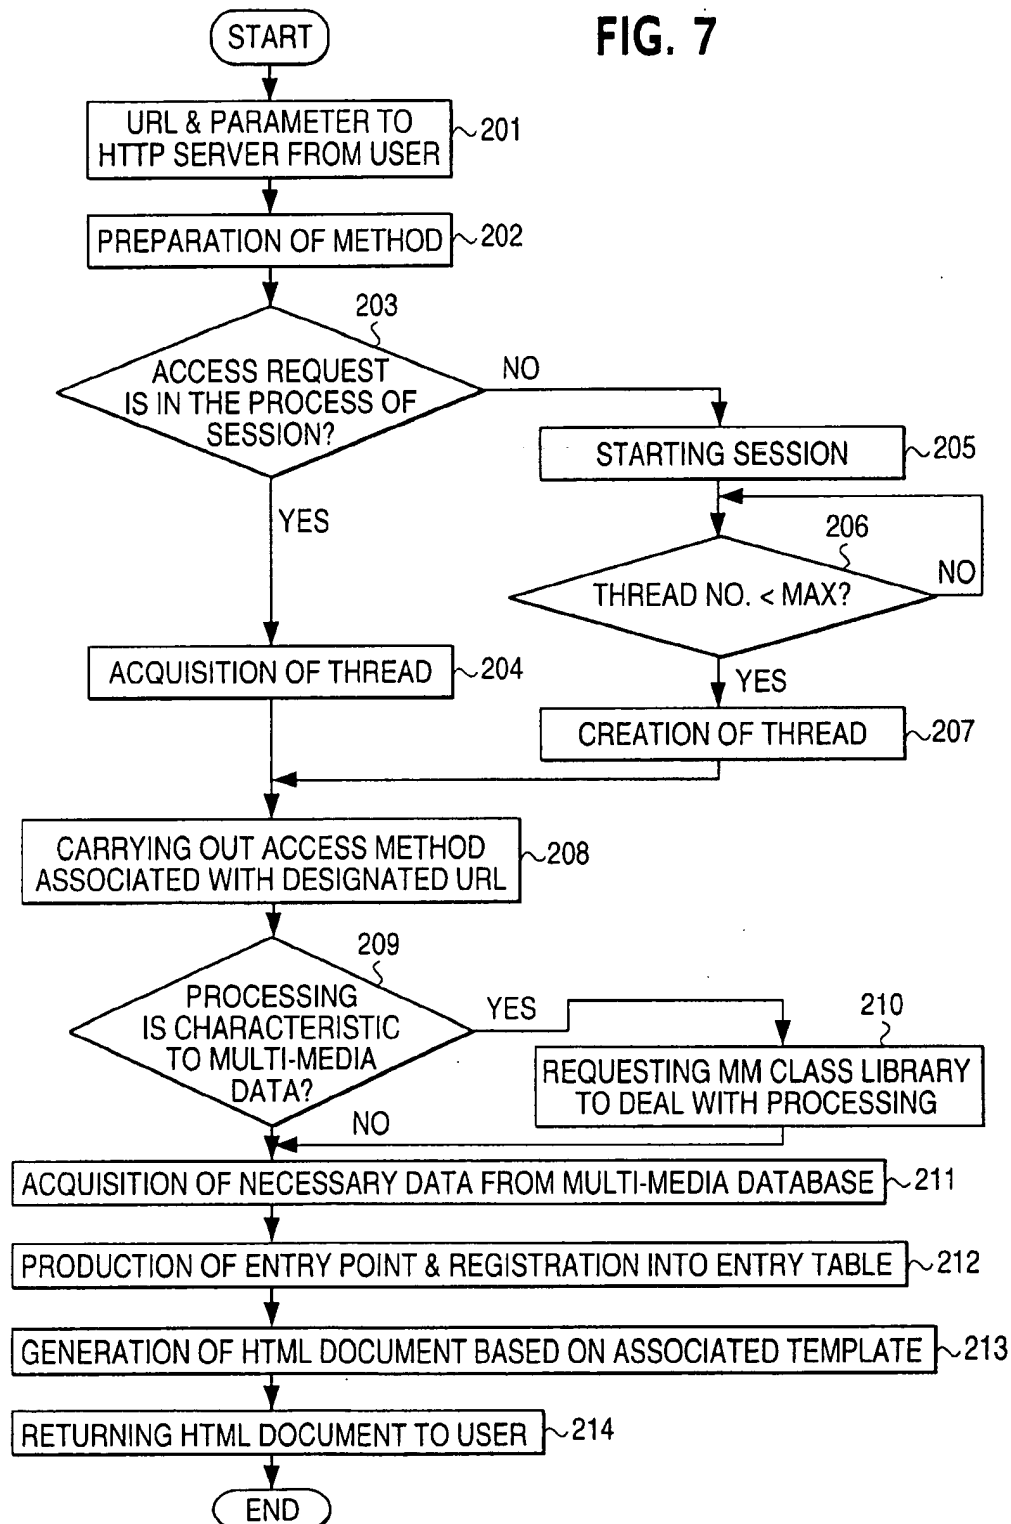 START
FIG. 7
URL & PARAMETER TO
HTTP SERVER FROM USER
201
PREPARATION OF METHOD
202
203
ACCESS REQUEST
IS IN THE PROCESS OF
SESSION?
NO
YES
STARTING SESSION
205
206
THREAD NO. < MAX?
NO
YES
ACQUISITION OF THREAD
204
CREATION OF THREAD
207
CARRYING OUT ACCESS METHOD
ASSOCIATED WITH DESIGNATED URL
208
209
PROCESSING
IS CHARACTERISTIC
TO MULTI-MEDIA
DATA?
YES
NO
210
REQUESTING MM CLASS LIBRARY
TO DEAL WITH PROCESSING
ACQUISITION OF NECESSARY DATA FROM MULTI-MEDIA DATABASE
211
PRODUCTION OF ENTRY POINT & REGISTRATION INTO ENTRY TABLE
212
GENERATION OF HTML DOCUMENT BASED ON ASSOCIATED TEMPLATE
213
RETURNING HTML DOCUMENT TO USER
214
END